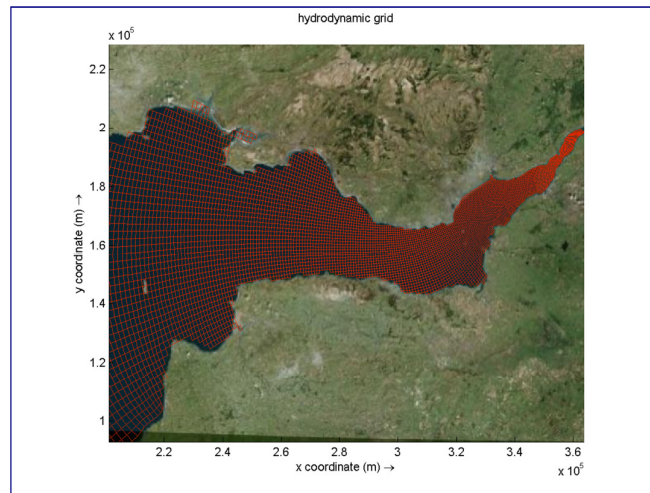 hydrodynamic grid
x 10^5
2.2
2
1.8
1.6
1.4
1.2
1
y coordinate (m) →
2.2 2.4 2.6 2.8 3 3.2 3.4 3.6
x coordinate (m) →
x 10^5